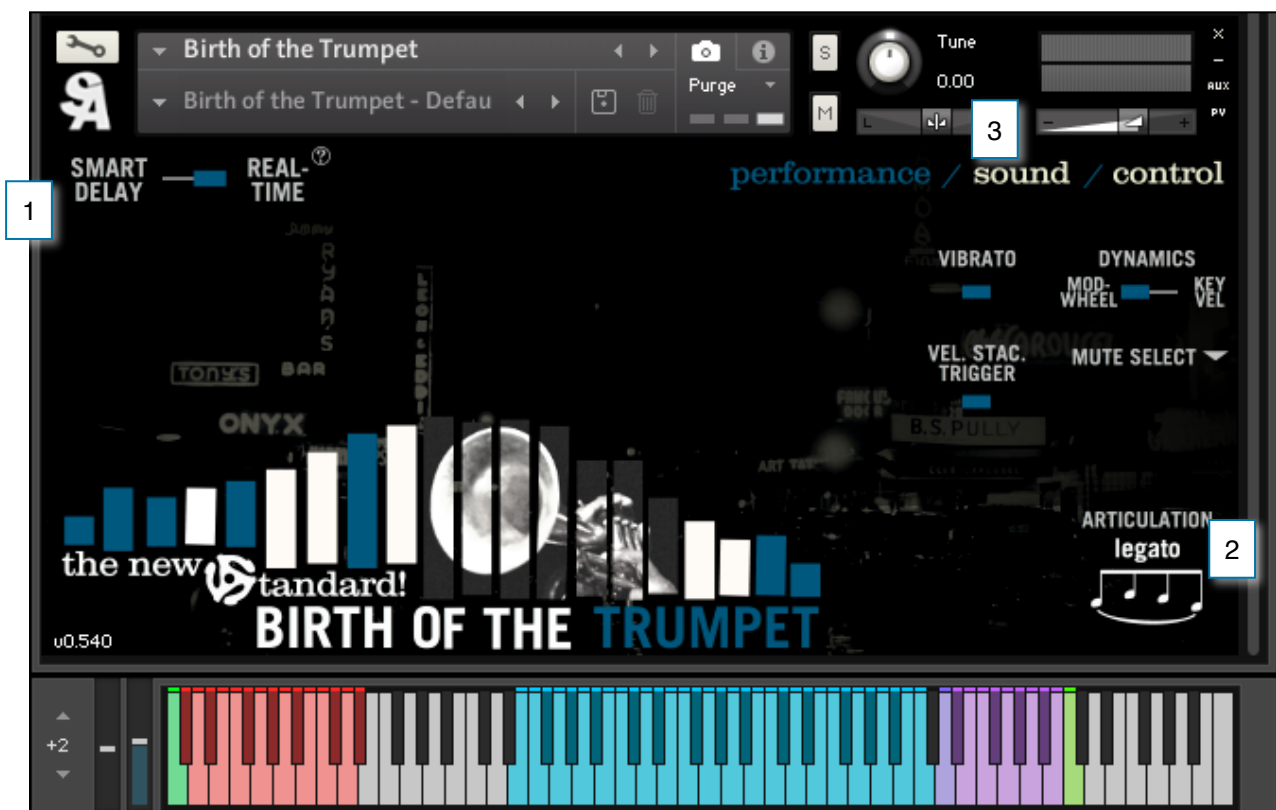 Birth of the Trumpet
Birth of the Trumpet - Defau
Purge
S
M
Tune
0.00
L
- +
×
-
AUX
PV
SA
1
SMART DELAY
REAL-TIME
?
3
performance / sound / control
VIBRATO
DYNAMICS
MOD-WHEEL
KEY VEL
VEL. STAC. TRIGGER
MUTE SELECT
TONY'S
BAR
ONYX
B.S. PULLY
ARTICULATION
legato
2
the new
Standard!
BIRTH OF THE TRUMPET
v0.540
+2